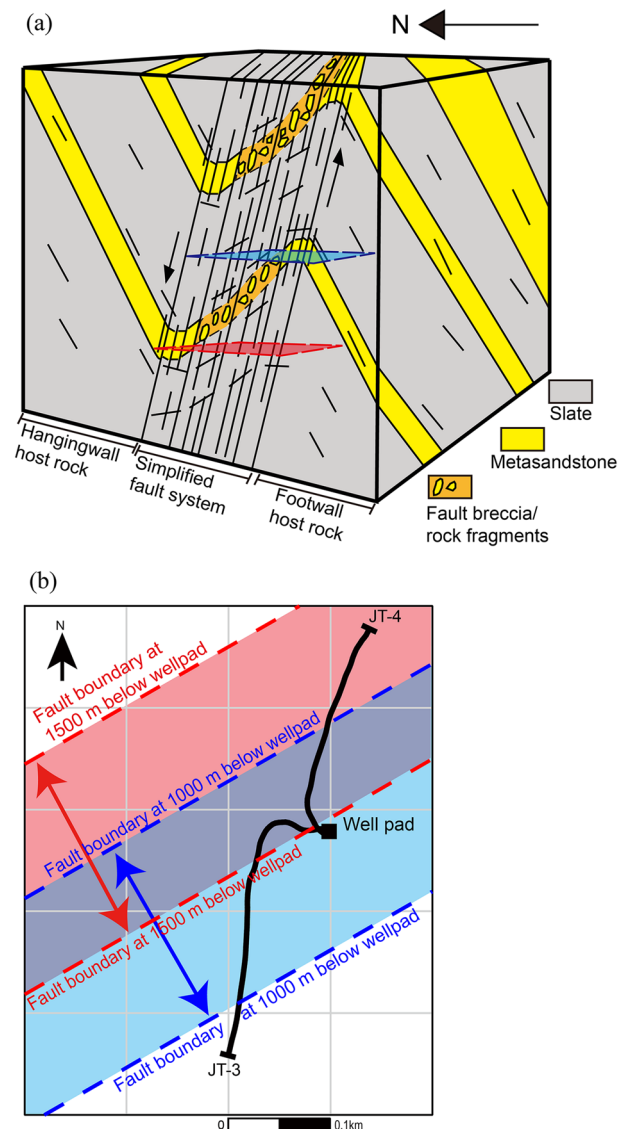 (a)
N
Hangingwall
host rock
Simplified
fault system
Footwall
host rock
Slate
Metasandstone
Fault breccia/
rock fragments
(b)
N
JT-4
Fault boundary at
1500 m below wellpad
Fault boundary at 1000 m below wellpad
Well pad
Fault boundary at 1500 m below wellpad
Fault boundary at 1000 m below wellpad
JT-3
0 0.1km